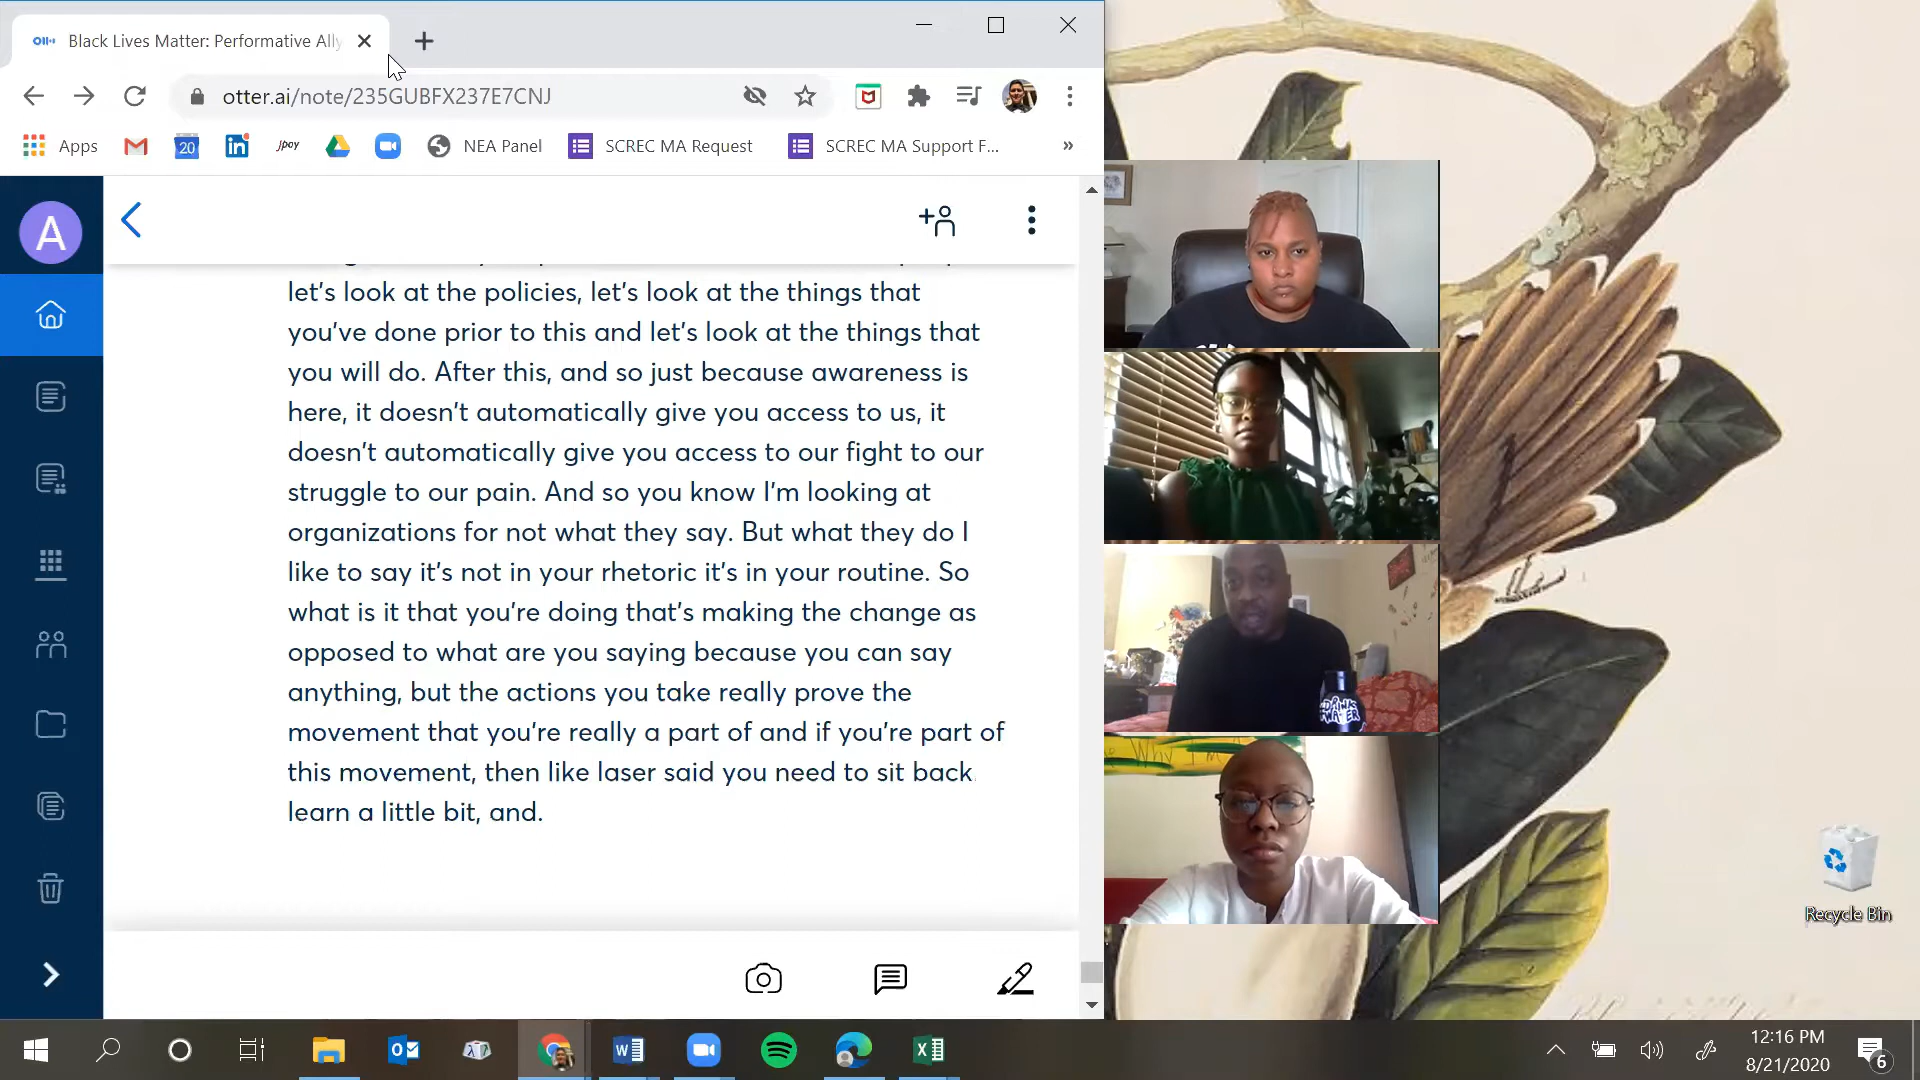 Black Lives Matter: Performative Ally
otter.ai/note/235GUBFX237E7CNJ
Apps
20
jpay
NEA Panel
SCREC MA Request
SCREC MA Support F...
»
A
let's look at the policies, let's look at the things that
you've done prior to this and let's look at the things that
you will do. After this, and so just because awareness is
here, it doesn't automatically give you access to us, it
doesn't automatically give you access to our fight to our
struggle to our pain. And so you know I'm looking at
organizations for not what they say. But what they do I
like to say it's not in your rhetoric it's in your routine. So
what is it that you're doing that's making the change as
opposed to what are you saying because you can say
anything, but the actions you take really prove the
movement that you're really a part of and if you're part of
this movement, then like laser said you need to sit back
learn a little bit, and.
DRINK
WATER
Why I'm
Recycle Bin
12:16 PM
8/21/2020
6